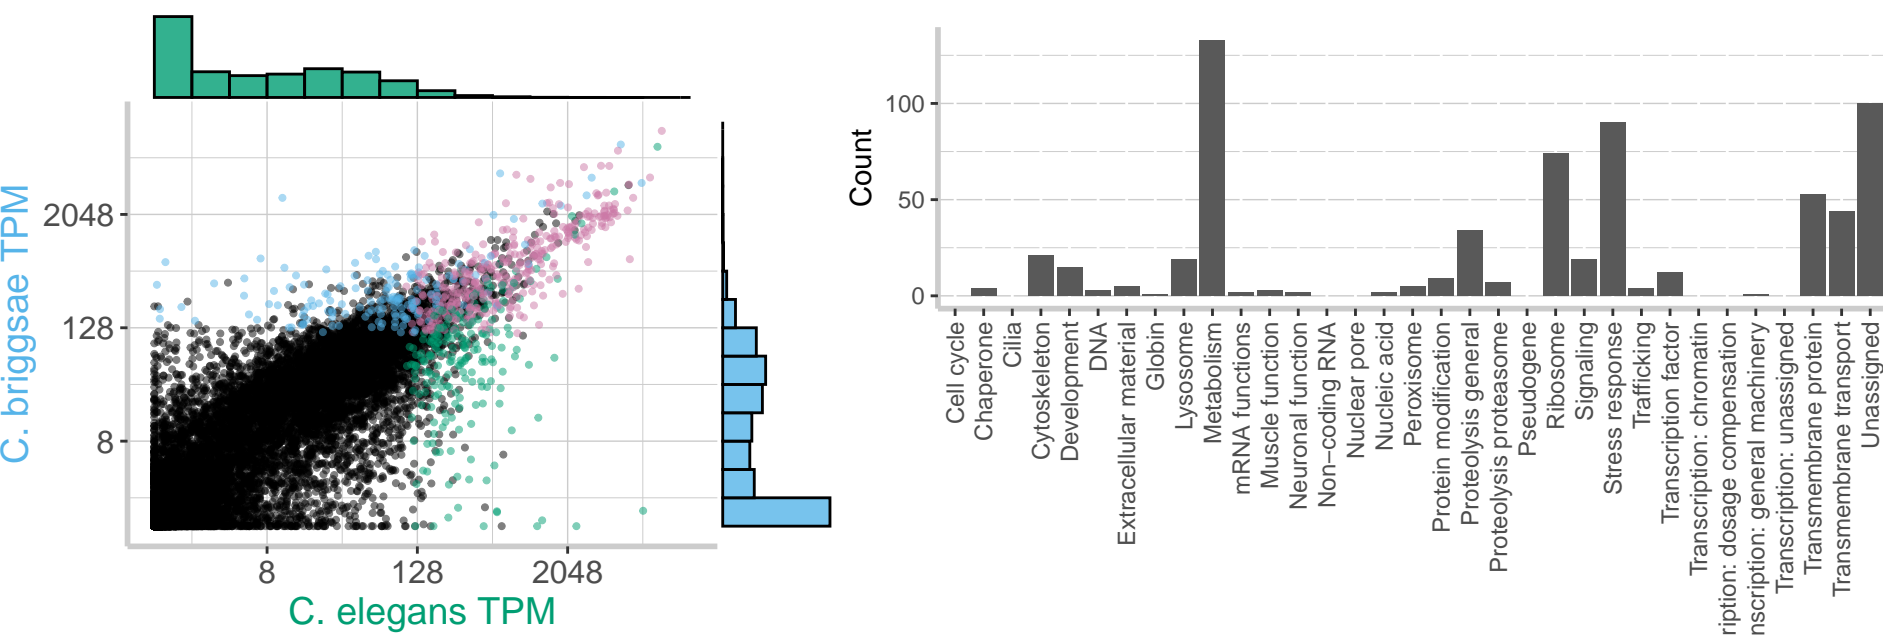 C. briggsae TPM
2048
128
8
8
128
2048
C. elegans TPM
Count
100
50
0
Cell cycle
Chaperone
Cilia
Cytoskeleton
Development
DNA
Extracellular material
Globin
Lysosome
Metabolism
mRNA functions
Muscle function
Neuronal function
Non−coding RNA
Nuclear pore
Nucleic acid
Peroxisome
Protein modification
Proteolysis general
Proteolysis proteasome
Pseudogene
Ribosome
Signaling
Stress response
Trafficking
Transcription factor
Transcription: chromatin
ription: dosage compensation
nscription: general machinery
Transcription: unassigned
Transmembrane protein
Transmembrane transport
Unassigned